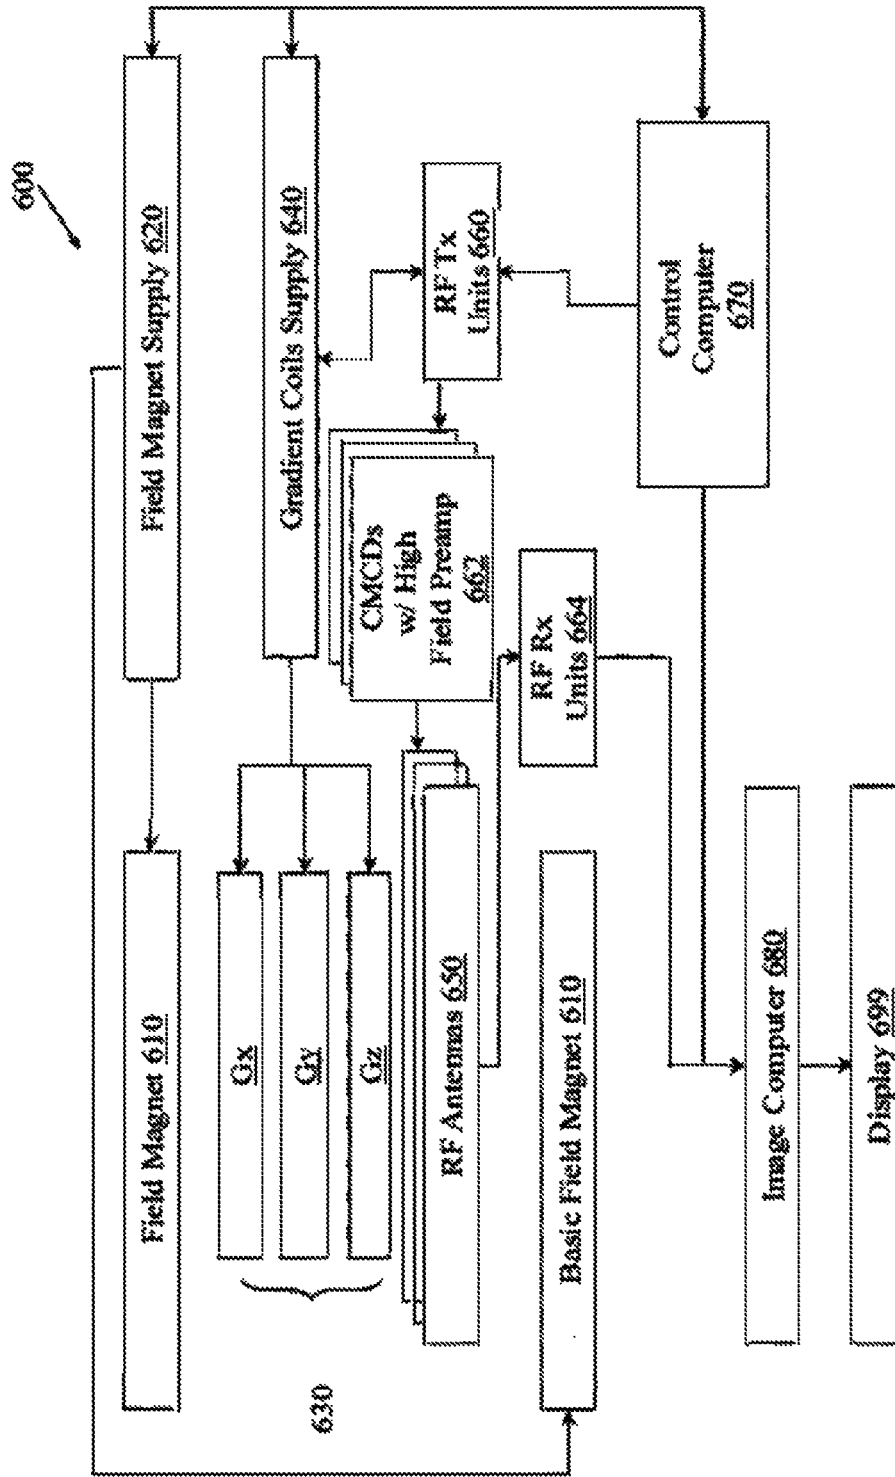 600
Field Magnet 610
Field Magnet Supply 620
630
Gx
Gy
Gz
Gradient Coils Supply 640
RF Antennas 650
CMCDs
w/ High
Field Preamp
662
RF Tx
Units 660
Basic Field Magnet 610
RF Rx
Units 664
Control
Computer
670
Image Computer 680
Display 699